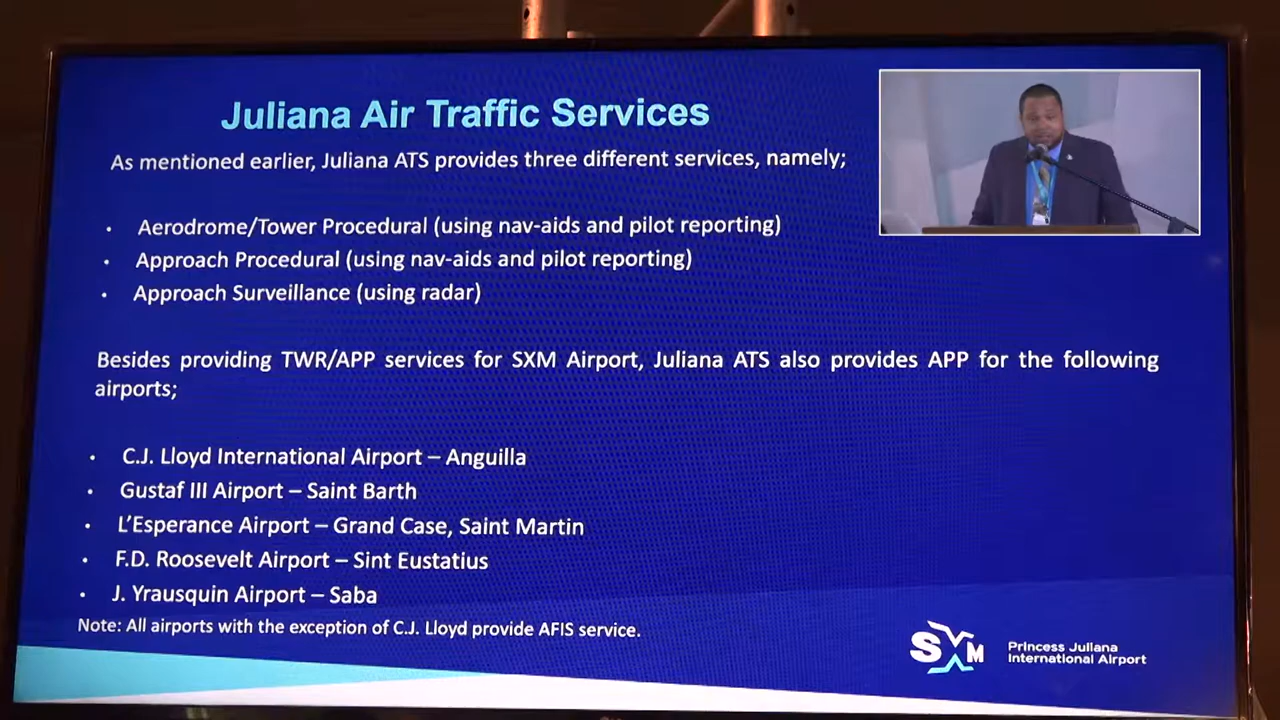 Juliana Air Traffic Services
As mentioned earlier, Juliana ATS provides three different services, namely;
• Aerodrome/Tower Procedural (using nav-aids and pilot reporting)
• Approach Procedural (using nav-aids and pilot reporting)
• Approach Surveillance (using radar)
Besides providing TWR/APP services for SXM Airport, Juliana ATS also provides APP for the following
airports;
• C.J. Lloyd International Airport – Anguilla
• Gustaf III Airport – Saint Barth
• L’Esperance Airport – Grand Case, Saint Martin
• F.D. Roosevelt Airport – Sint Eustatius
• J. Yrausquin Airport – Saba
Note: All airports with the exception of C.J. Lloyd provide AFIS service.
SXM
Princess Juliana
International Airport